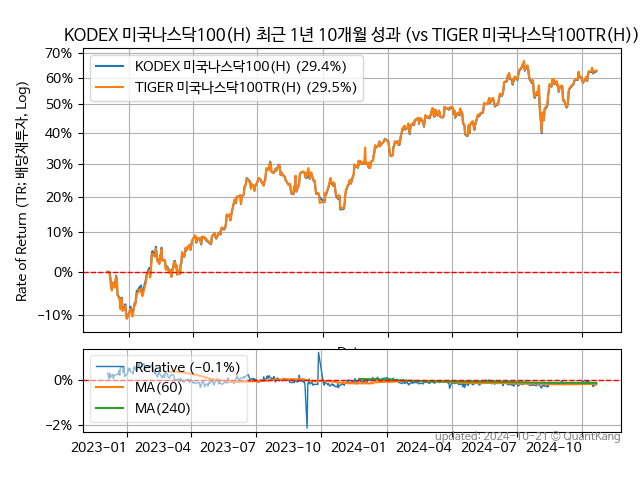 KODEX 미국나스닥100(H) 최근 1년 10개월 성과 (vs TIGER 미국나스닥100TR(H))
70%
60%
50%
40%
30%
20%
10%
0%
−10%
Rate of Return (TR: 배당재투자, Log)
KODEX 미국나스닥100(H) (29.4%)
TIGER 미국나스닥100TR(H) (29.5%)
0%
−2%
Relative (−0.1%)
MA(60)
MA(240)
2023-01 2023-04 2023-07 2023-10 2024-01 2024-04 2024-07 2024-10
updated: 2024-10-21 © QuantKang